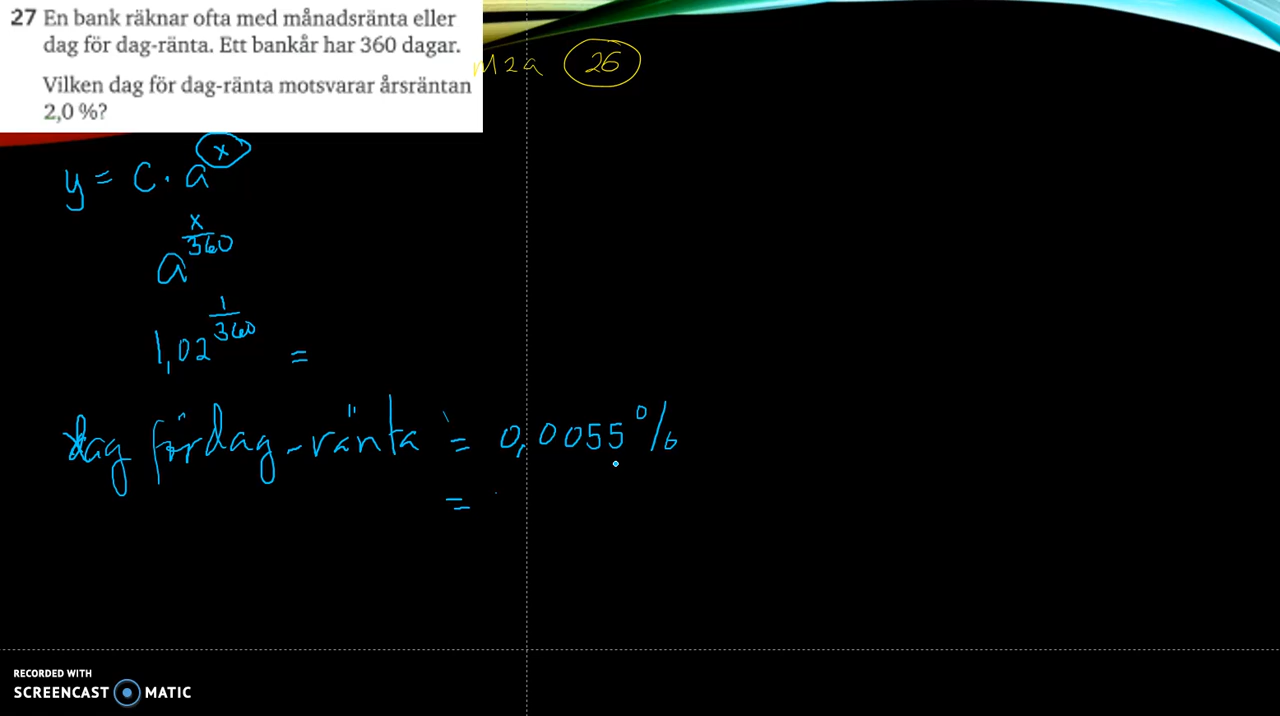 27 En bank räknar ofta med månadsränta eller
dag för dag-ränta. Ett bankår har 360 dagar.
Vilken dag för dag-ränta motsvarar årsräntan
2,0 %?
M2a 26
y = C · a^x
a^(x/360)
1,02^(1/360) =
dag för dag-ränta = 0,0055 %
=
RECORDED WITH
SCREENCAST MATIC